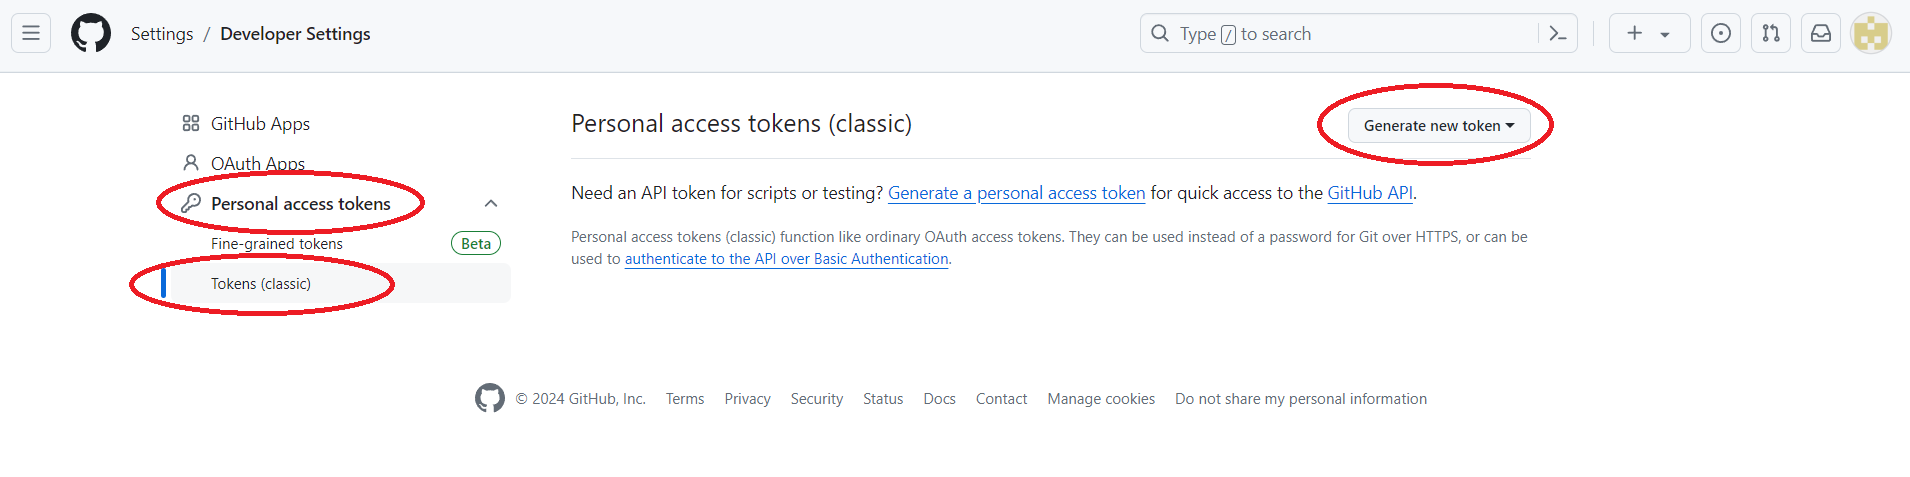 Settings / Developer Settings
Type / to search
GitHub Apps
OAuth Apps
Personal access tokens
Fine-grained tokens Beta
Tokens (classic)
Personal access tokens (classic)
Generate new token
Need an API token for scripts or testing? Generate a personal access token for quick access to the GitHub API.
Personal access tokens (classic) function like ordinary OAuth access tokens. They can be used instead of a password for Git over HTTPS, or can be
used to authenticate to the API over Basic Authentication.
© 2024 GitHub, Inc. Terms Privacy Security Status Docs Contact Manage cookies Do not share my personal information